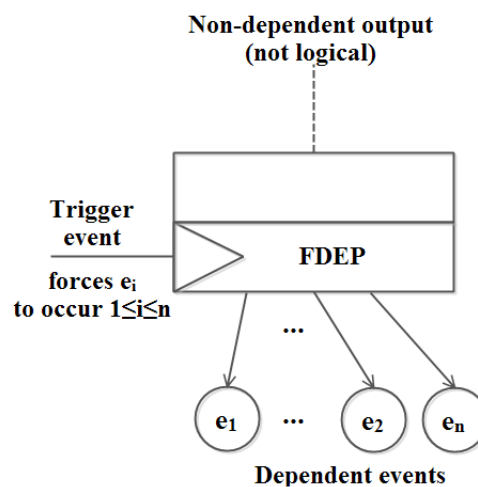 Non-dependent output
(not logical)
Trigger
event
FDEP
forces eᵢ
to occur 1≤i≤n
...
e₁
...
e₂
eₙ
Dependent events